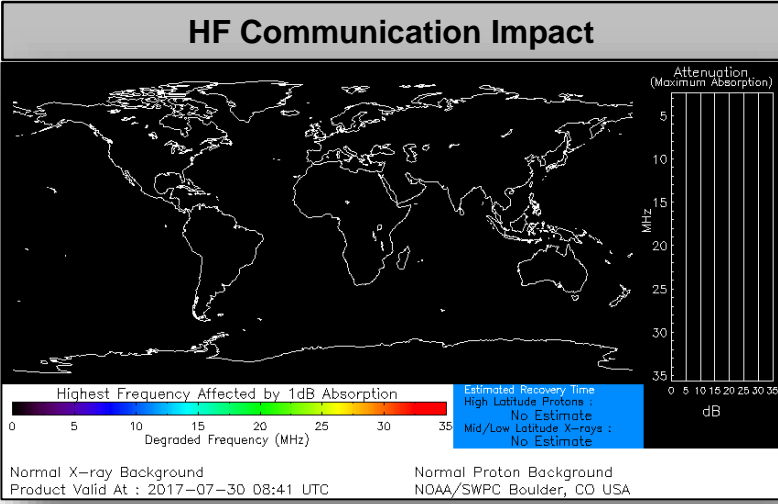 HF Communication Impact
Attenuation
(Maximum Absorption)
5
10
15
20
25
30
35
MHz
0 5 10 15 20 25 30 35
dB
Highest Frequency Affected by 1dB Absorption
0 5 10 15 20 25 30 35
Degraded Frequency (MHz)
Estimated Recovery Time
High Latitude Protons :
No Estimate
Mid/Low Latitude X-rays :
No Estimate
Normal X-ray Background
Product Valid At : 2017-07-30 08:41 UTC
Normal Proton Background
NOAA/SWPC Boulder, CO USA